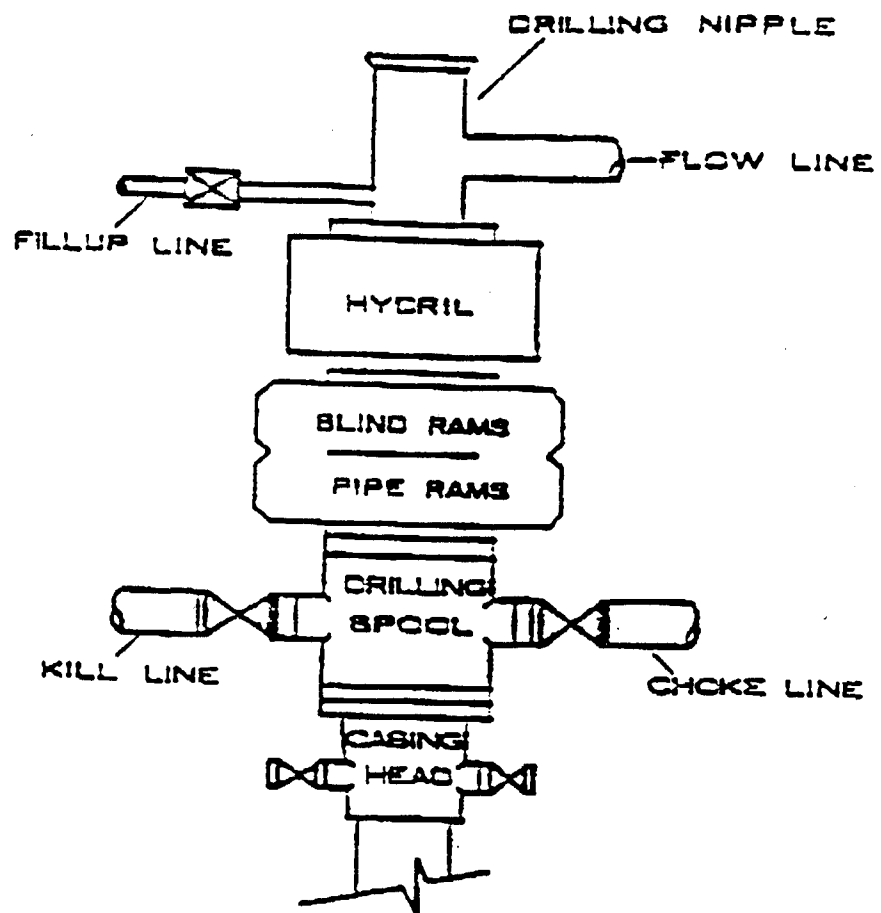 DRILLING NIPPLE
FLOW LINE
FILLUP LINE
HYDRIL
BLIND RAMS
PIPE RAMS
DRILLING
SPOOL
KILL LINE
CHOKE LINE
CASING
HEAD